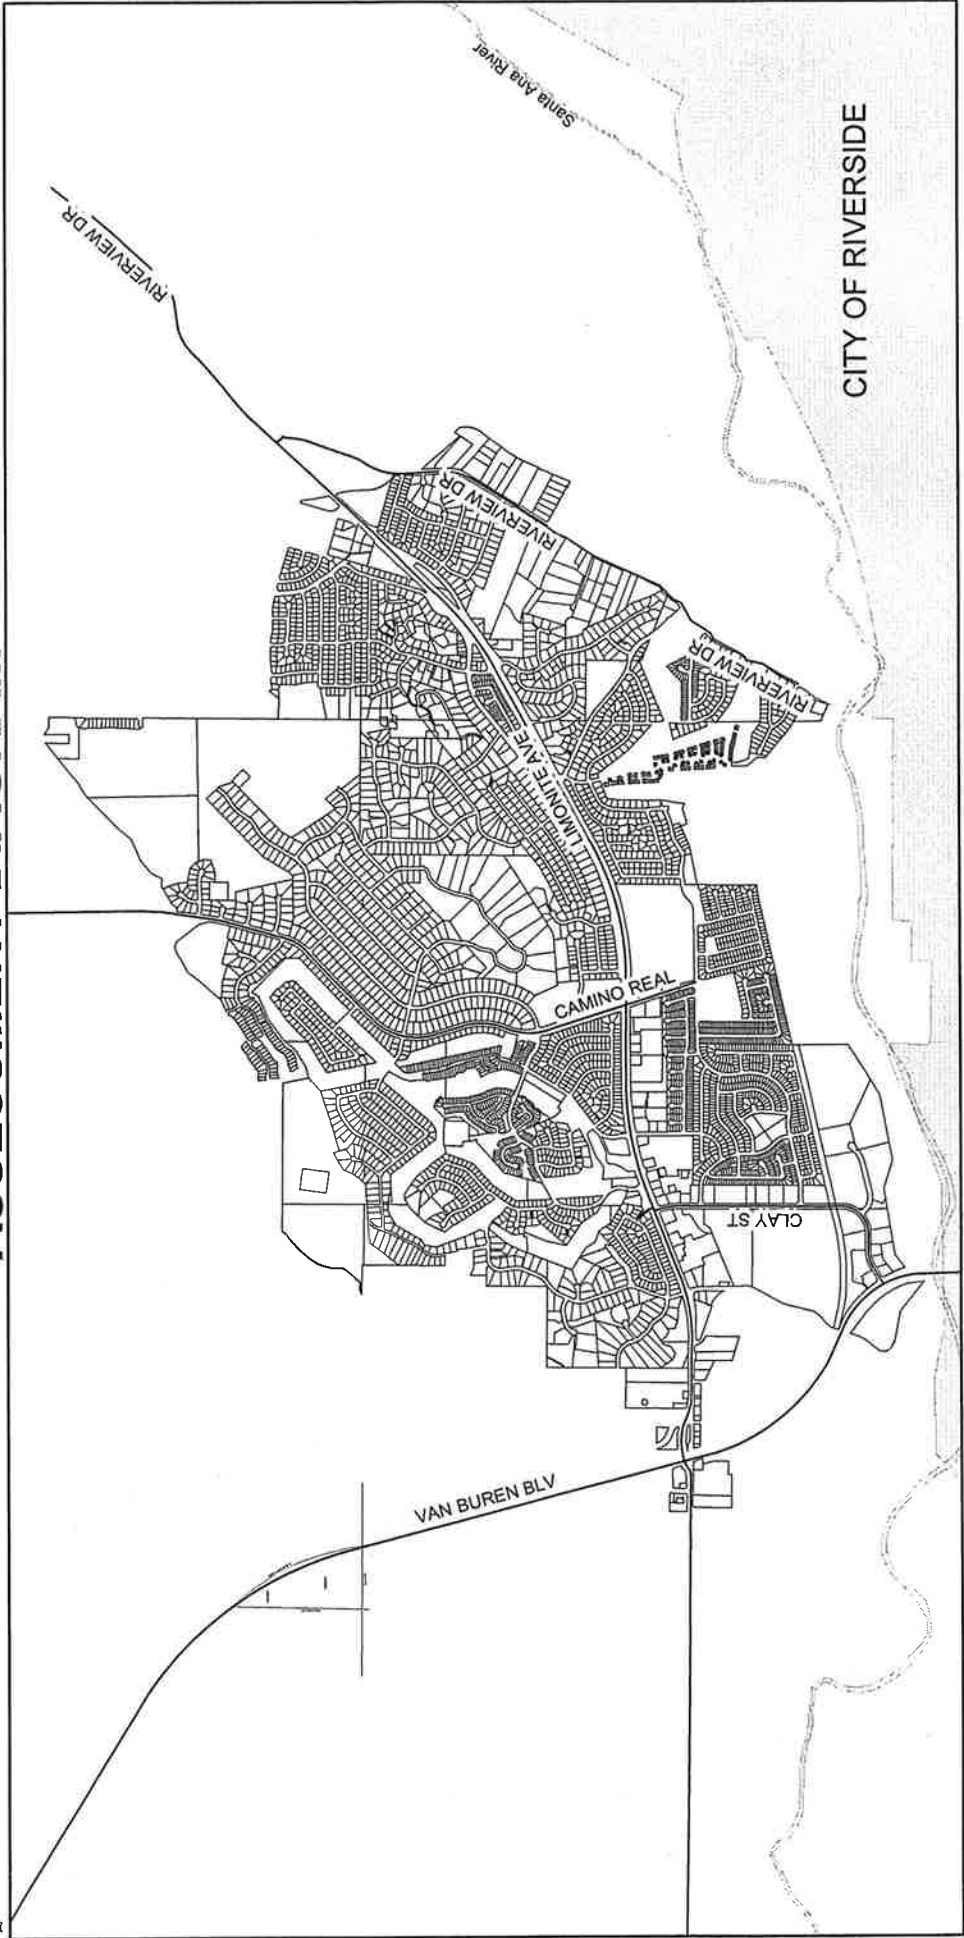 RIVERVIEW DR
Santa Ana River
CITY OF RIVERSIDE
RIVERVIEW DR
RIVERVIEW DR
LIMONITE AVE
CAMINO REAL
CLAY ST
VAN BUREN BLV